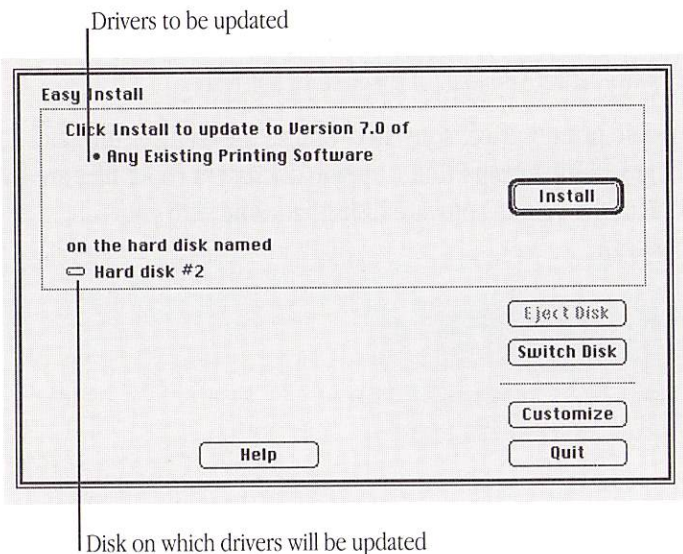 Drivers to be updated
Easy Install
Click Install to update to Version 7.0 of
• Any Existing Printing Software
Install
on the hard disk named
Hard disk #2
Eject Disk
Switch Disk
Customize
Help
Quit
Disk on which drivers will be updated